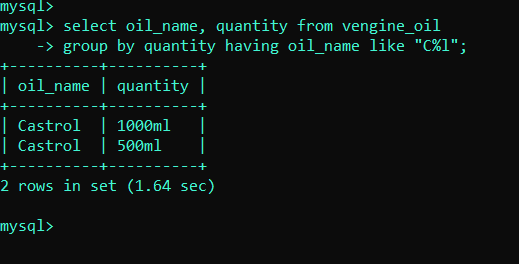 mysql>
mysql> select oil_name, quantity from vengine_oil
    -> group by quantity having oil_name like "C%l";
+----------+----------+
| oil_name | quantity |
+----------+----------+
| Castrol  | 1000ml   |
| Castrol  | 500ml    |
+----------+----------+
2 rows in set (1.64 sec)
mysql>